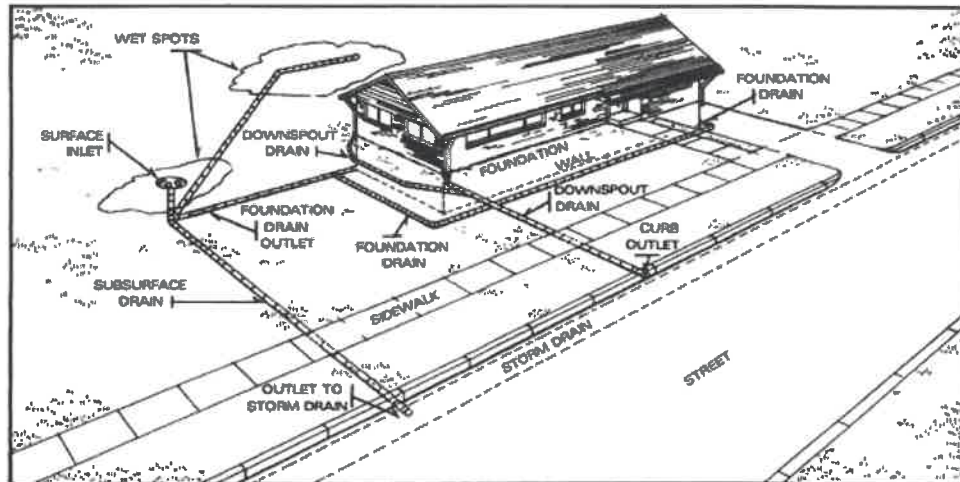 WET SPOTS
SURFACE
INLET
DOWNSPOUT
DRAIN
FOUNDATION
DRAIN
FOUNDATION
WALL
DOWNSPOUT
DRAIN
FOUNDATION
DRAIN
OUTLET
FOUNDATION
DRAIN
CURB
OUTLET
SUBSURFACE
DRAIN
SIDEWALK
STORM DRAIN
STREET
OUTLET TO
STORM DRAIN